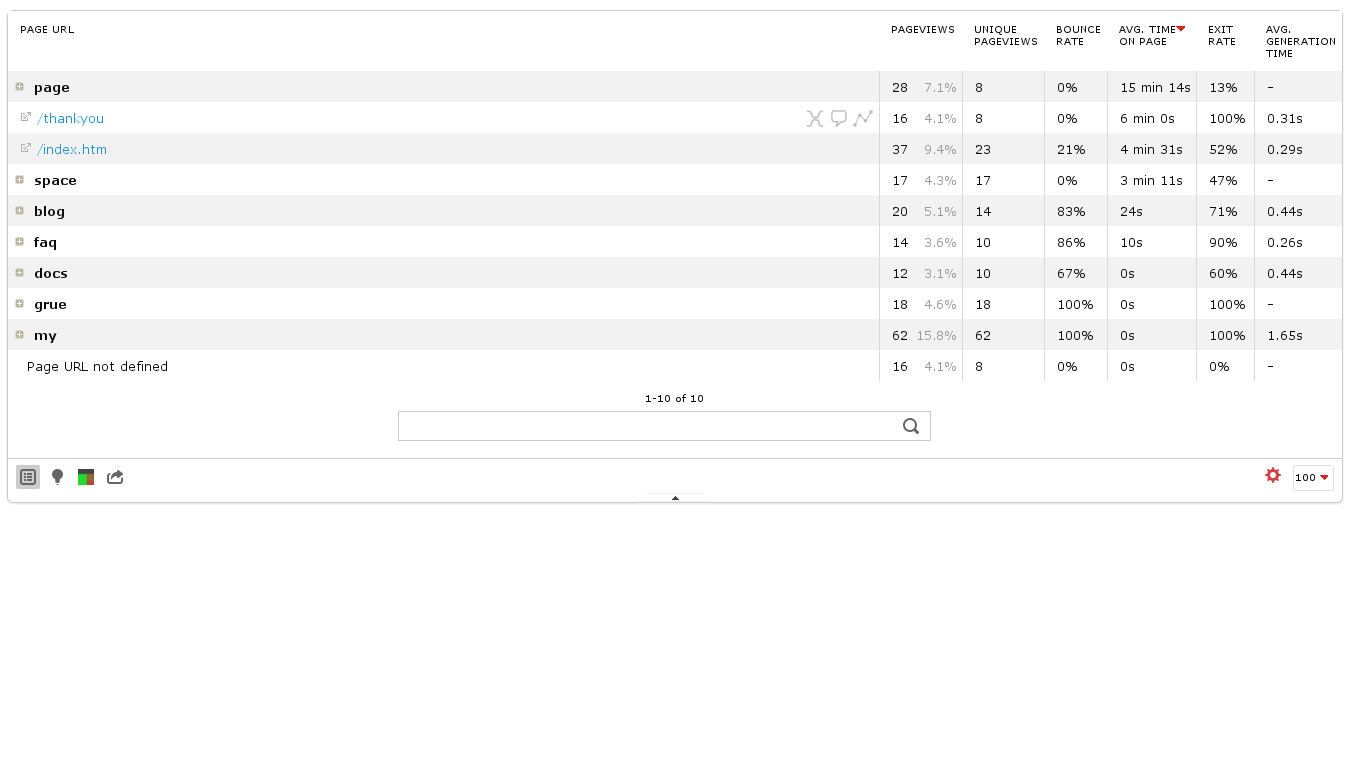 PAGE URL PAGEVIEWS UNIQUE PAGEVIEWS BOUNCE RATE AVG. TIME ON PAGE EXIT RATE AVG. GENERATION TIME
page 28 7.1% 8 0% 15 min 14s 13% -
/thankyou 16 4.1% 8 0% 6 min 0s 100% 0.31s
/index.htm 37 9.4% 23 21% 4 min 31s 52% 0.29s
space 17 4.3% 17 0% 3 min 11s 47% -
blog 20 5.1% 14 83% 24s 71% 0.44s
faq 14 3.6% 10 86% 10s 90% 0.26s
docs 12 3.1% 10 67% 0s 60% 0.44s
grue 18 4.6% 18 100% 0s 100% -
my 62 15.8% 62 100% 0s 100% 1.65s
Page URL not defined 16 4.1% 8 0% 0s 0% -
1-10 of 10
100